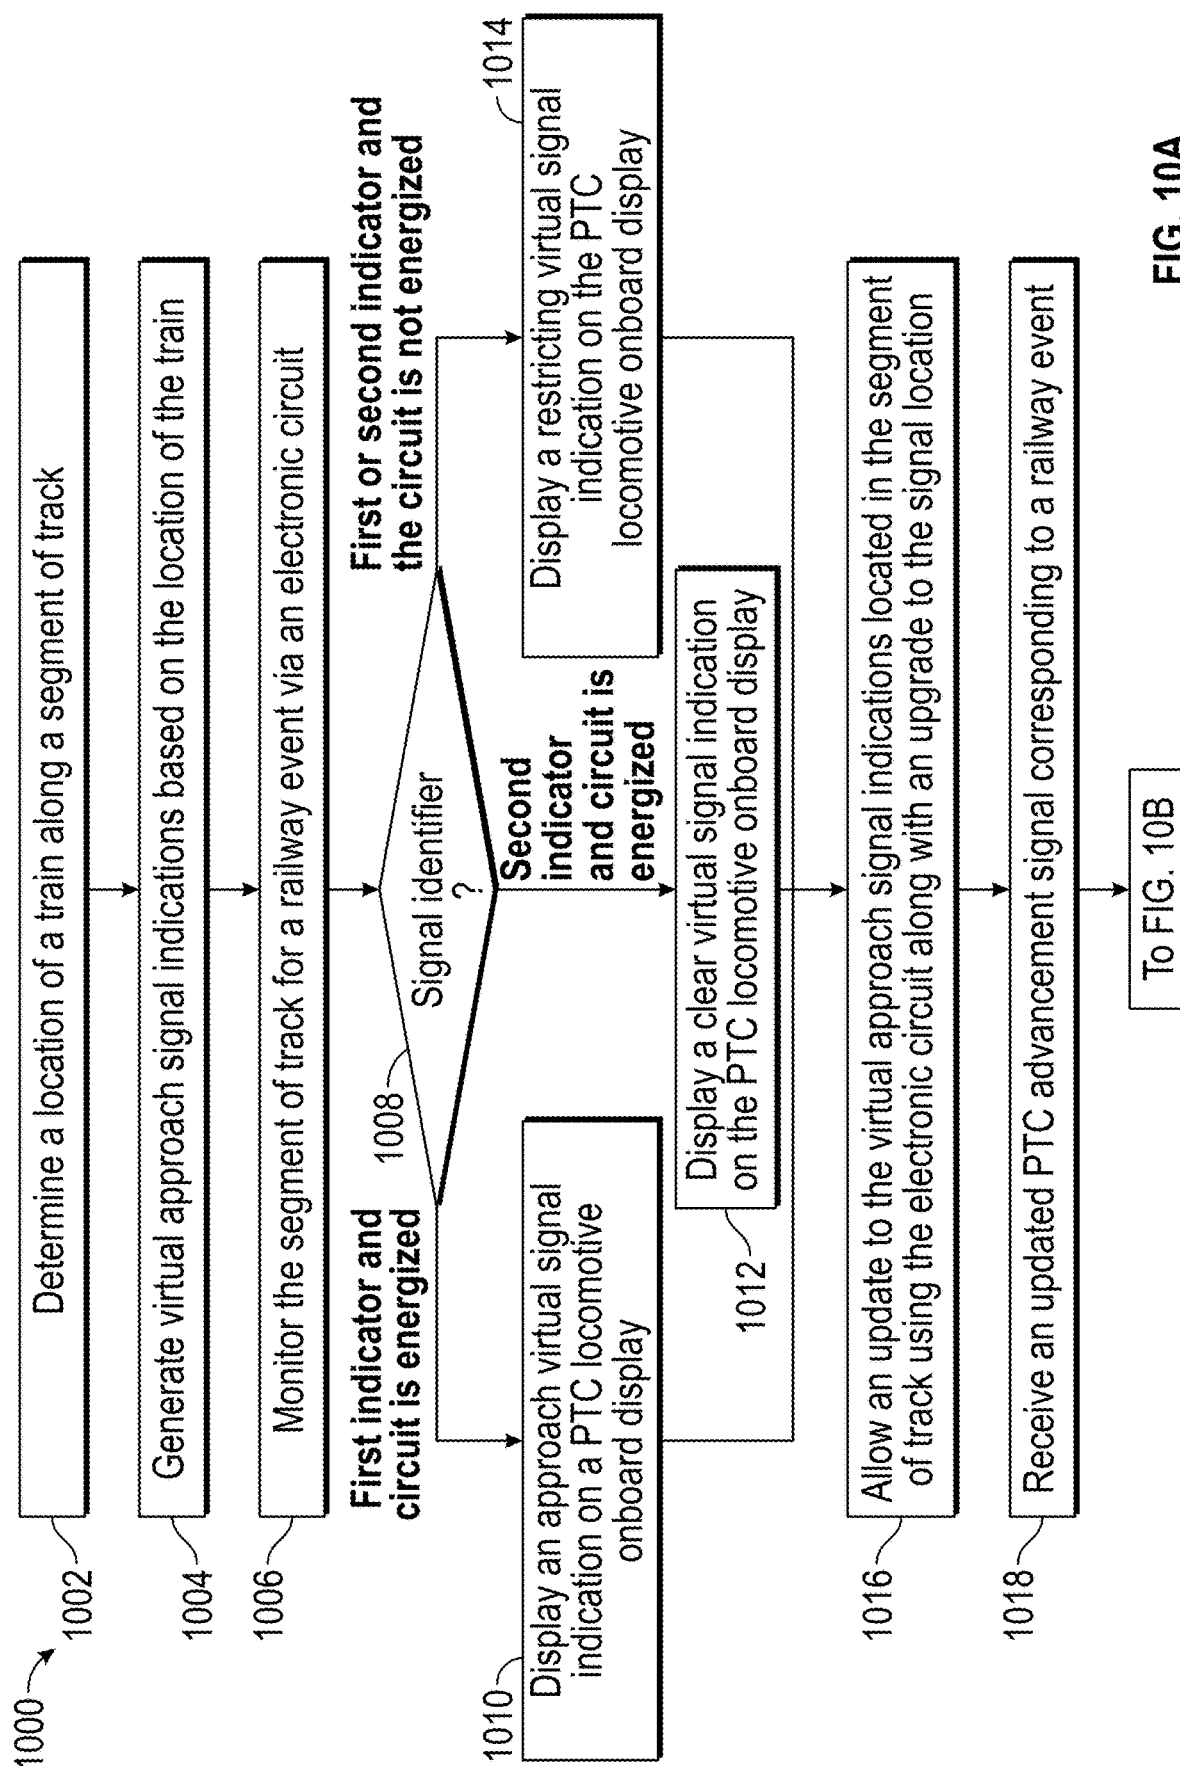 1000
1002
Determine a location of a train along a segment of track
1004
Generate virtual approach signal indications based on the location of the train
1006
Monitor the segment of track for a railway event via an electronic circuit
First indicator and
circuit is energized
1008
Signal identifier
?
First or second indicator and
the circuit is not energized
Second
indicator
and circuit is
energized
1010
Display an approach virtual signal
indication on a PTC locomotive
onboard display
1012
Display a clear virtual signal indication
on the PTC locomotive onboard display
1014
Display a restricting virtual signal
indication on the PTC
locomotive onboard display
1016
Allow an update to the virtual approach signal indications located in the segment
of track using the electronic circuit along with an upgrade to the signal location
1018
Receive an updated PTC advancement signal corresponding to a railway event
To FIG. 10B
FIG. 10A